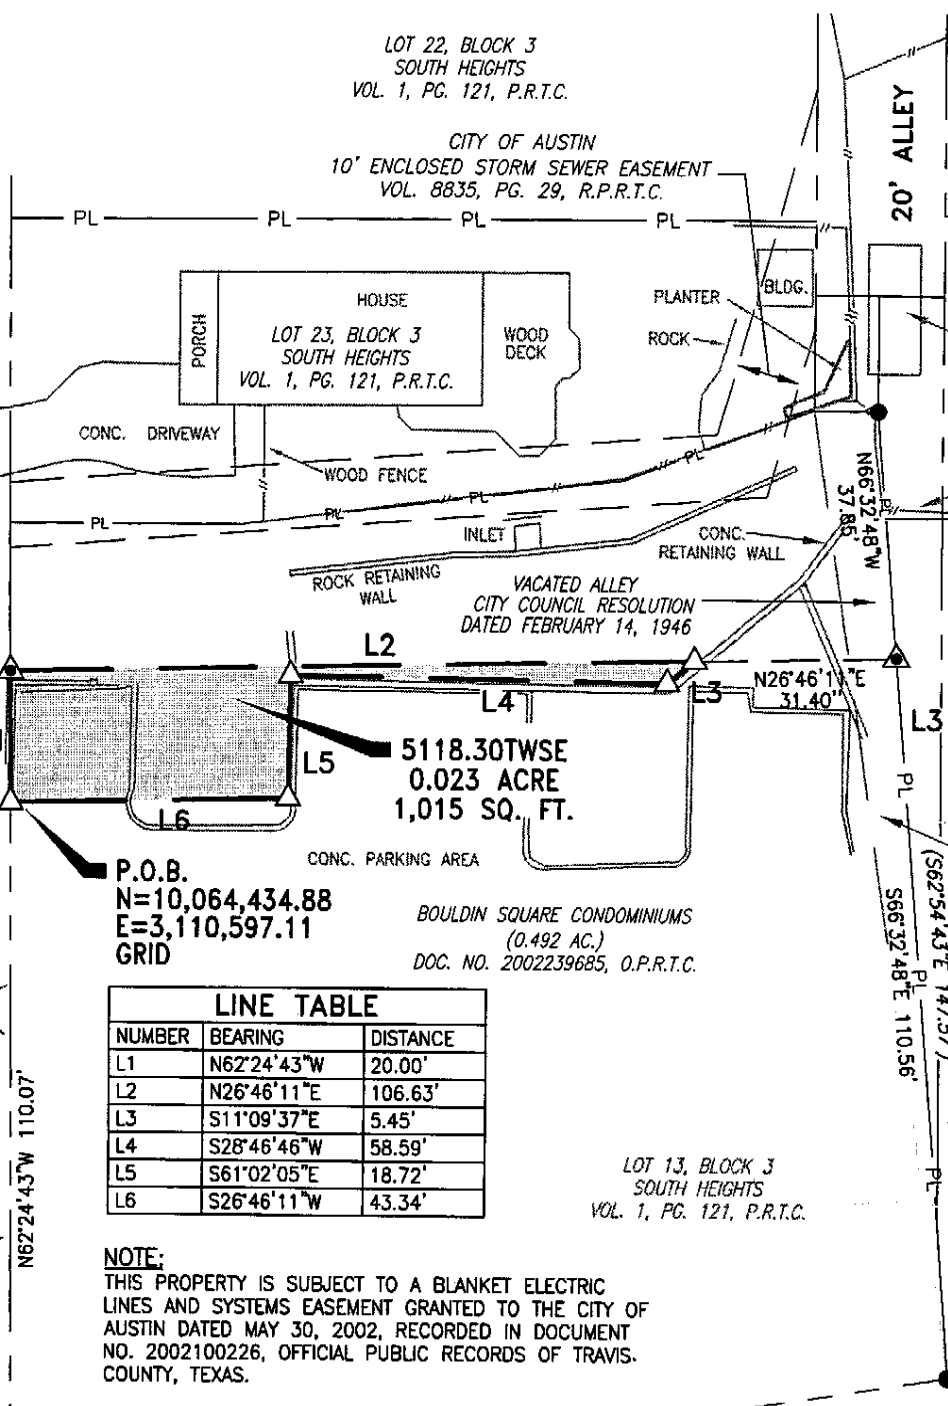 LOT 22, BLOCK 3
SOUTH HEIGHTS
VOL. 1, PG. 121, P.R.T.C.
CITY OF AUSTIN
10' ENCLOSED STORM SEWER EASEMENT
VOL. 8835, PG. 29, R.P.R.T.C.
20' ALLEY
PL PL PL PL
BLDG.
PLANTER
ROCK
PORCH
HOUSE
LOT 23, BLOCK 3
SOUTH HEIGHTS
VOL. 1, PG. 121, P.R.T.C.
WOOD
DECK
CONC. DRIVEWAY
WOOD FENCE
PL PL PL PL
N66°32'48"W
37.85'
PL
INLET
CONC.
RETAINING WALL
ROCK RETAINING
WALL
VACATED ALLEY
CITY COUNCIL RESOLUTION
DATED FEBRUARY 14, 1946
L2
L4
L3
N26°46'11"E
31.40'
L3
L5
L6
5118.30TWSE
0.023 ACRE
1,015 SQ. FT.
PL
(S62°54'43"E 147.57')
S66°32'48"E 110.56'
PL
PL
CONC. PARKING AREA
P.O.B.
N=10,064,434.88
E=3,110,597.11
GRID
BOULDIN SQUARE CONDOMINIUMS
(0.492 AC.)
DOC. NO. 2002239685, O.P.R.T.C.
LINE TABLE
NUMBER BEARING DISTANCE
L1 N62°24'43"W 20.00'
L2 N26°46'11"E 106.63'
L3 S11°09'37"E 5.45'
L4 S28°46'46"W 58.59'
L5 S61°02'05"E 18.72'
L6 S26°46'11"W 43.34'
N62°24'43"W 110.07'
LOT 13, BLOCK 3
SOUTH HEIGHTS
VOL. 1, PG. 121, P.R.T.C.
NOTE:
THIS PROPERTY IS SUBJECT TO A BLANKET ELECTRIC
LINES AND SYSTEMS EASEMENT GRANTED TO THE CITY OF
AUSTIN DATED MAY 30, 2002, RECORDED IN DOCUMENT
NO. 2002100226, OFFICIAL PUBLIC RECORDS OF TRAVIS.
COUNTY, TEXAS.